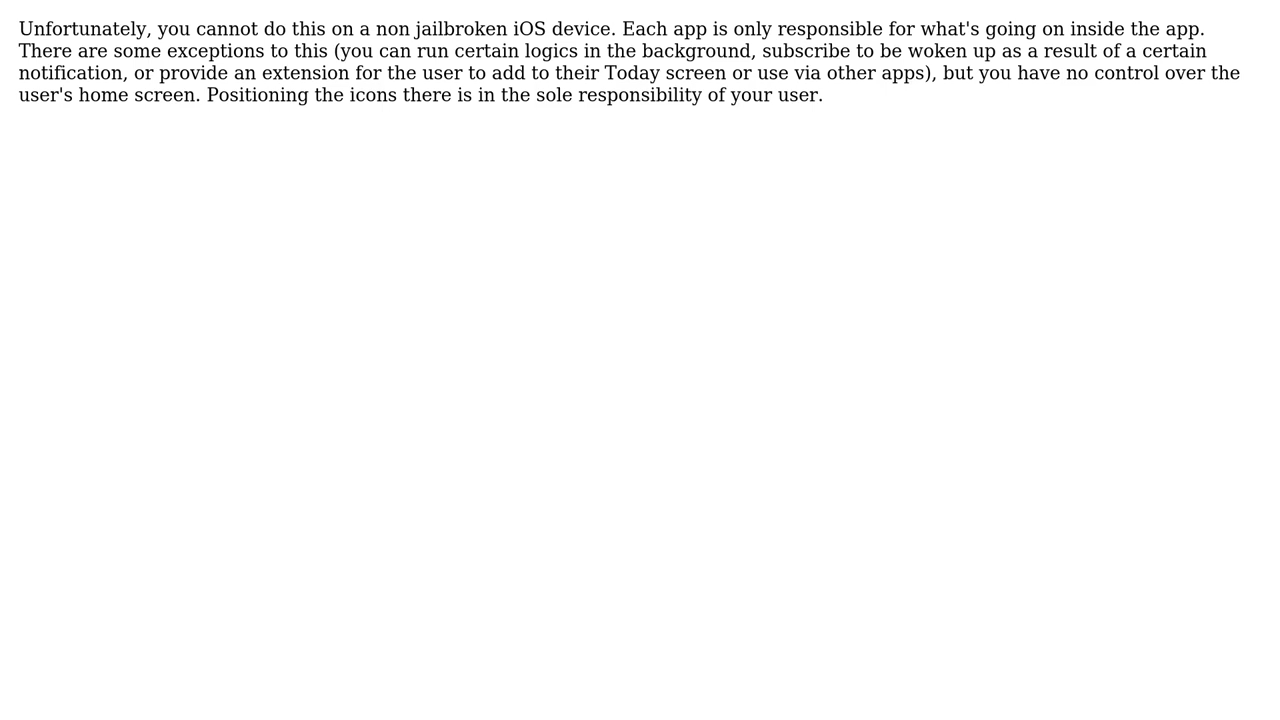 Unfortunately, you cannot do this on a non jailbroken iOS device. Each app is only responsible for what's going on inside the app.
There are some exceptions to this (you can run certain logics in the background, subscribe to be woken up as a result of a certain
notification, or provide an extension for the user to add to their Today screen or use via other apps), but you have no control over the
user's home screen. Positioning the icons there is in the sole responsibility of your user.